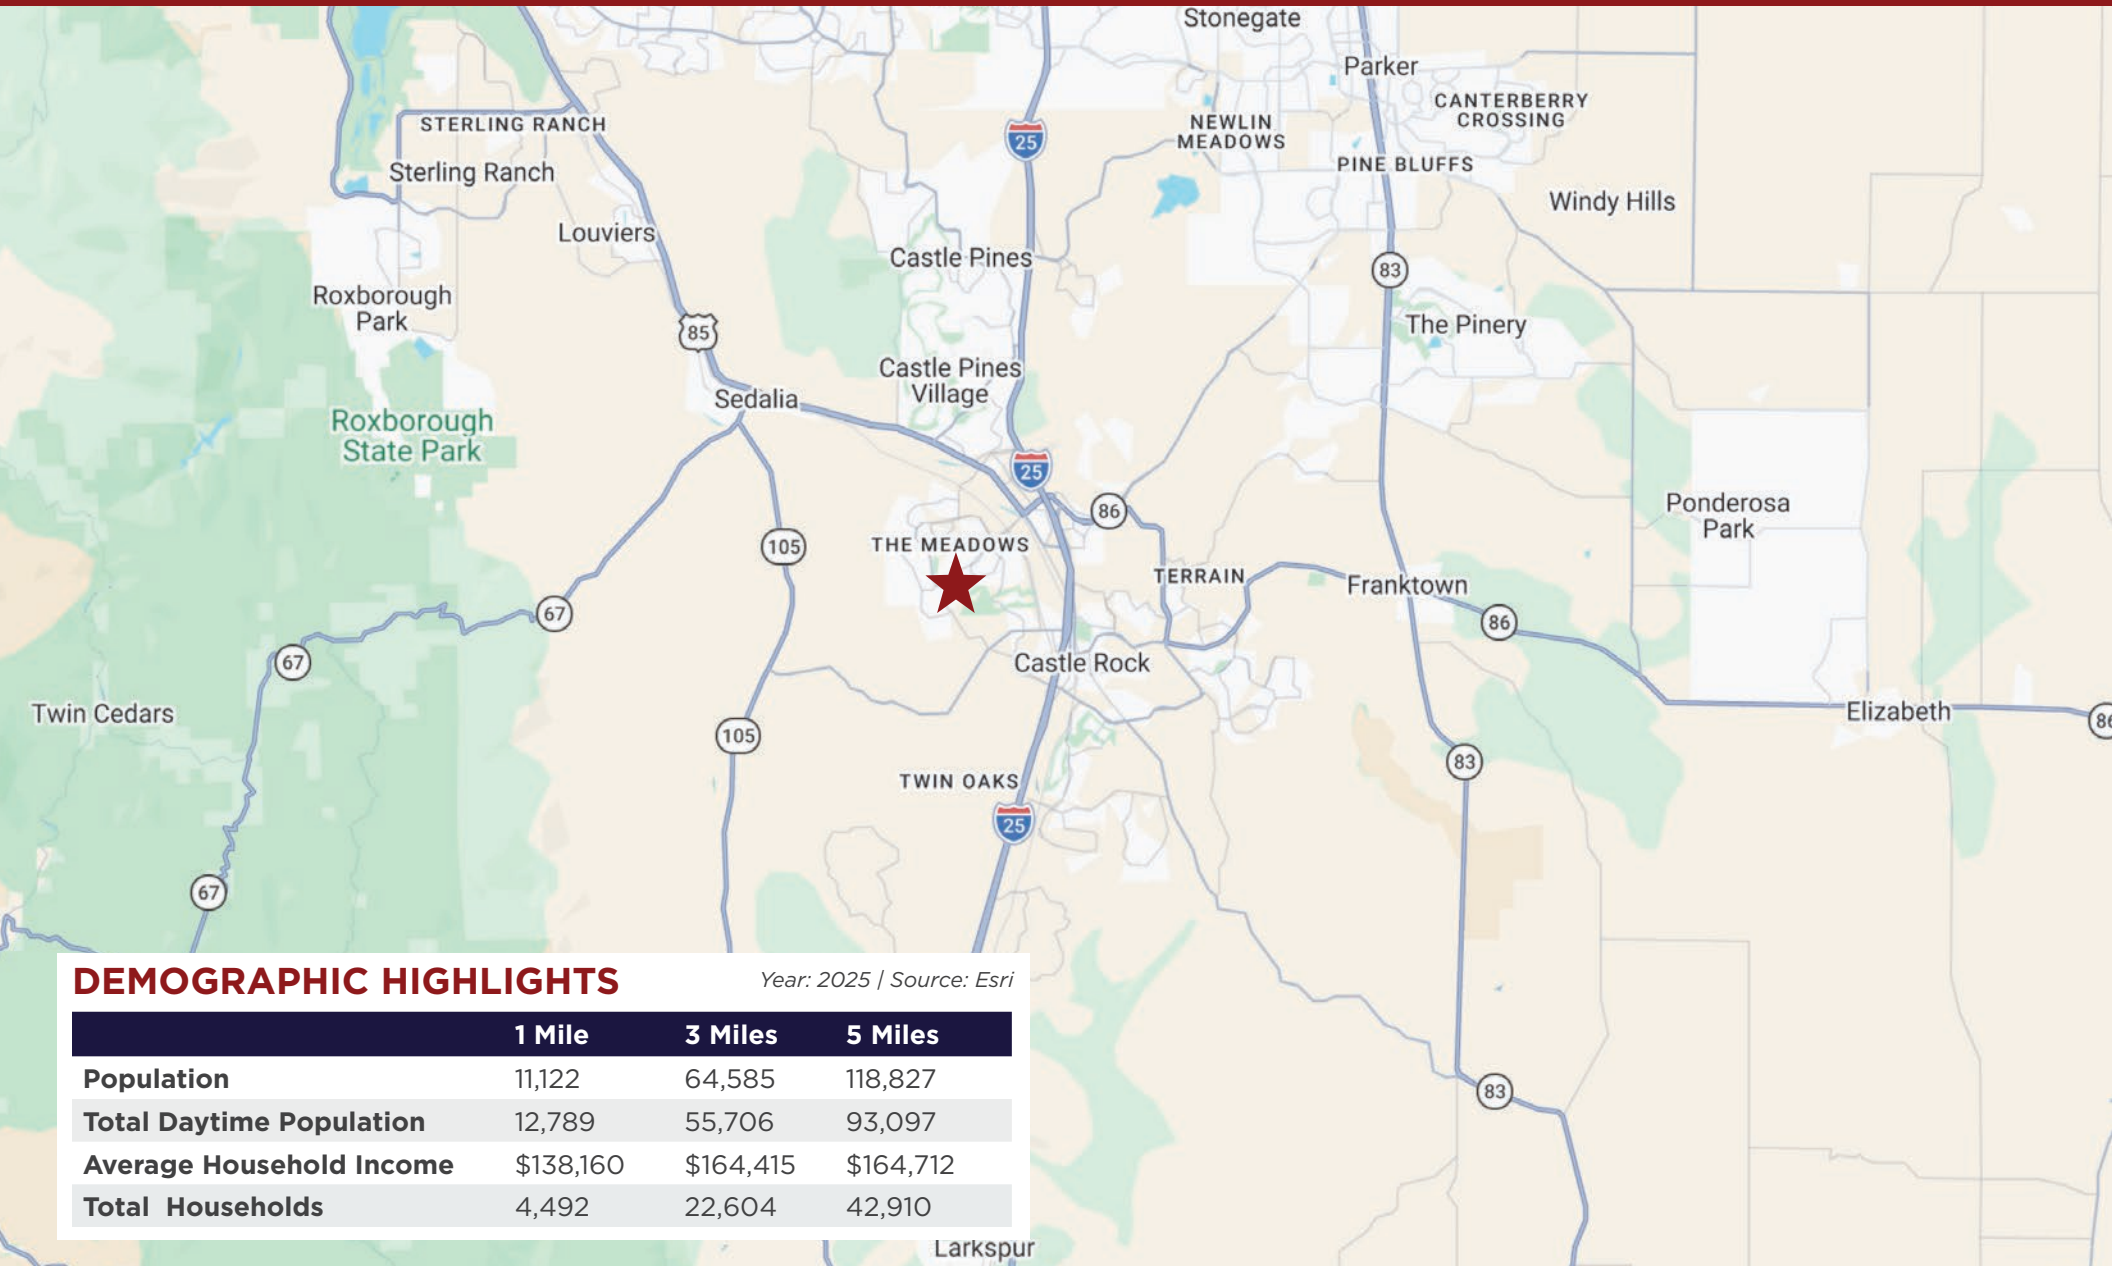 Stonegate
Parker
CANTERBERRY
CROSSING
STERLING RANCH
NEWLIN
MEADOWS
25
PINE BLUFFS
Sterling Ranch
Windy Hills
Louviers
Castle Pines
83
Roxborough
Park
The Pinery
85
Castle Pines
Village
Sedalia
Roxborough
State Park
25
Ponderosa
Park
86
THE MEADOWS
105
TERRAIN
Franktown
67
86
67
Castle Rock
Twin Cedars
Elizabeth
86
105
83
TWIN OAKS
25
67
DEMOGRAPHIC HIGHLIGHTS Year: 2025 | Source: Esri
1 Mile 3 Miles 5 Miles
Population 11,122 64,585 118,827
Total Daytime Population 12,789 55,706 93,097
Average Household Income $138,160 $164,415 $164,712
Total Households 4,492 22,604 42,910
83
Larkspur